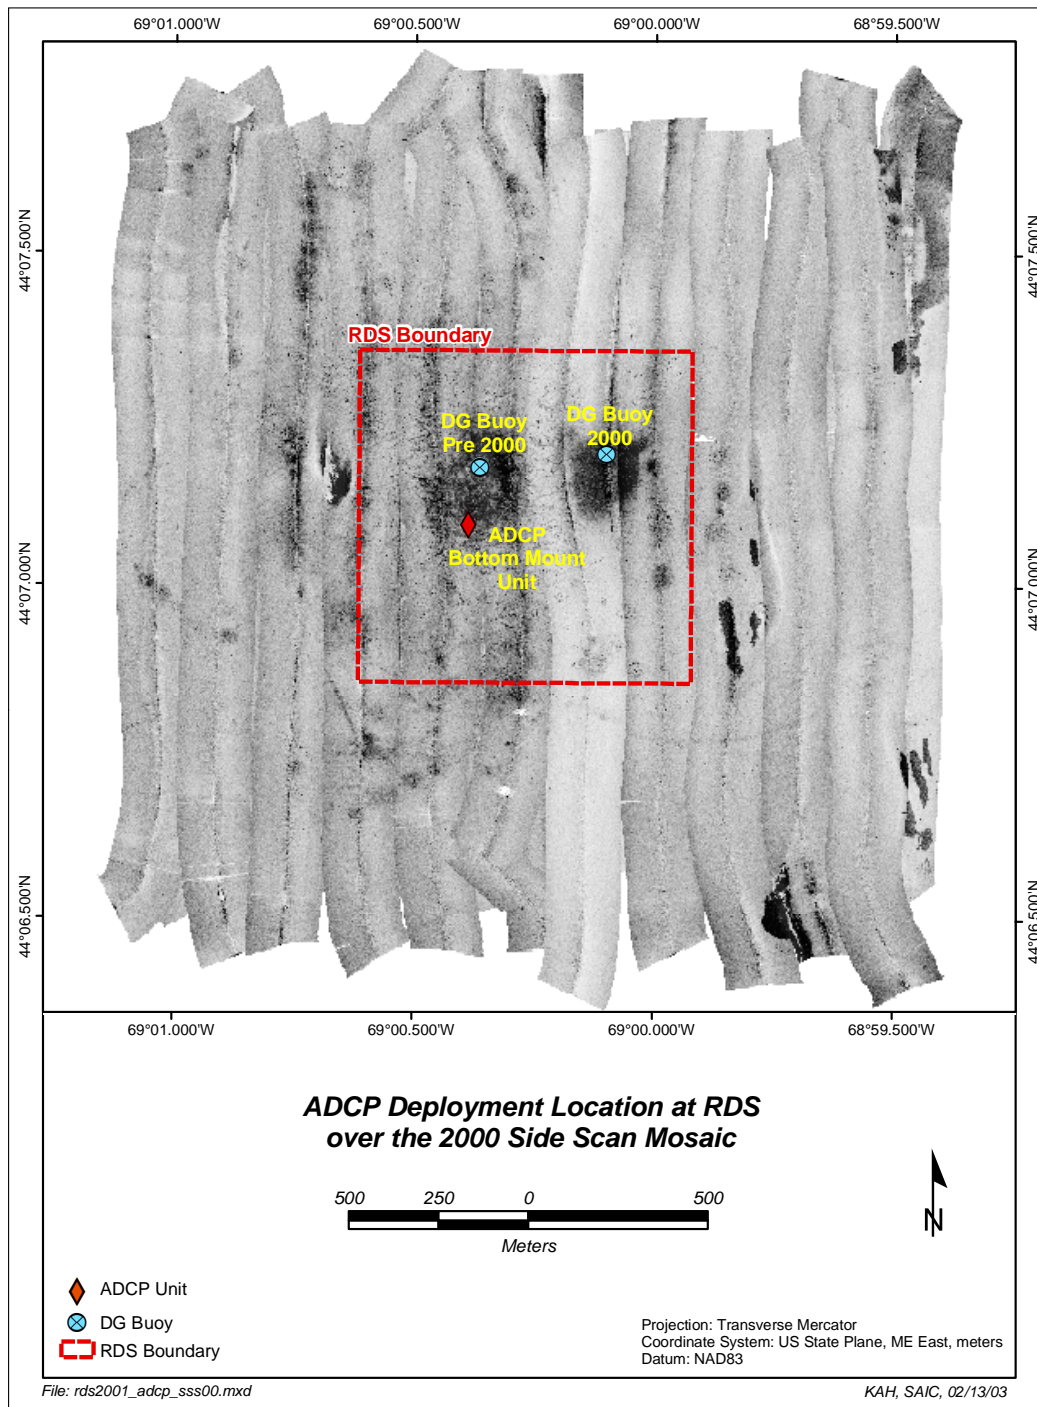 69°01.000'W 69°00.500'W 69°00.000'W 68°59.500'W
44°07.500'N
44°07.500'N
RDS Boundary
DG Buoy
Pre 2000
DG Buoy
2000
ADCP
Bottom Mount
Unit
44°07.000'N
44°07.000'N
44°06.500'N
44°06.500'N
69°01.000'W 69°00.500'W 69°00.000'W 68°59.500'W
ADCP Deployment Location at RDS
over the 2000 Side Scan Mosaic
500 250 0 500
Meters
N
ADCP Unit
DG Buoy
RDS Boundary
Projection: Transverse Mercator
Coordinate System: US State Plane, ME East, meters
Datum: NAD83
File: rds2001_adcp_sss00.mxd
KAH, SAIC, 02/13/03